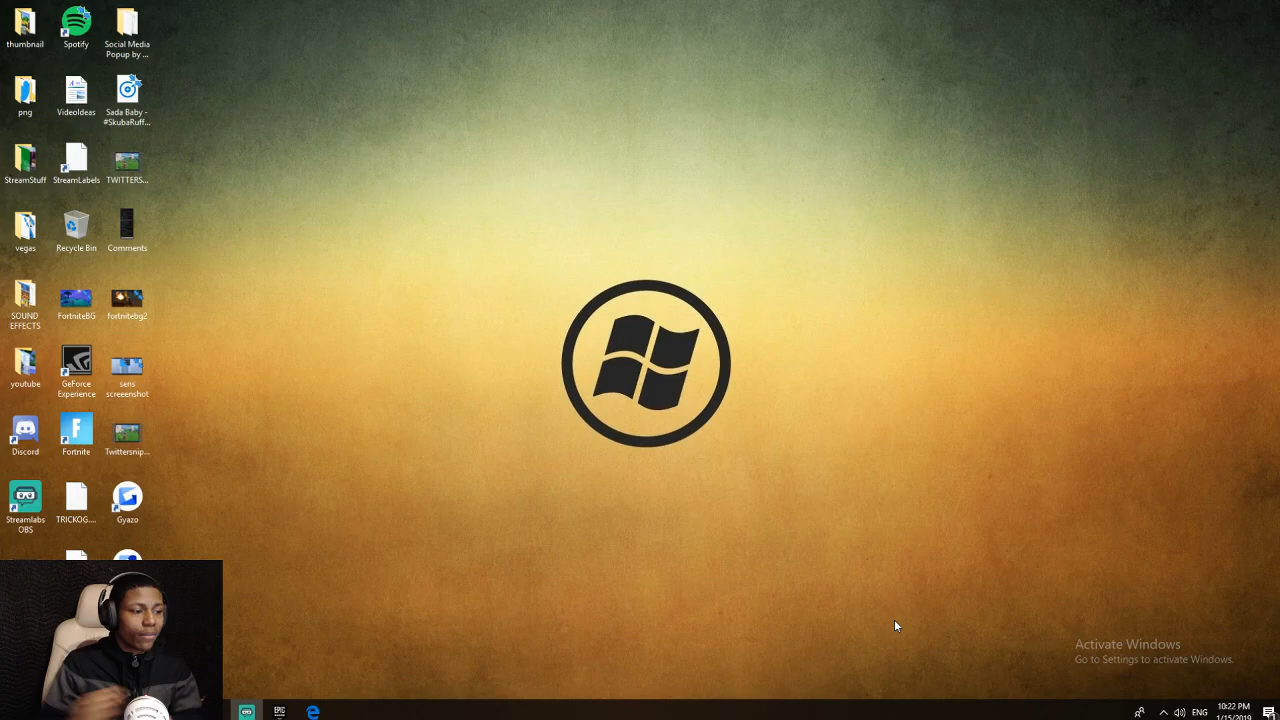 thumbnail
Spotify
Social Media
Popup by ...
png
VideoIdeas
Sada Baby -
#SkubaRuff...
StreamStuff
StreamLabels
TWITTERS...
vegas
Recycle Bin
Comments
SOUND
EFFECTS
FortniteBG
fortnitebg2
youtube
GeForce
Experience
sens
screeenshot
Discord
F
Fortnite
Twittersnip...
Streamlabs
OBS
TRICKOG....
Gyazo
Activate Windows
Go to Settings to activate Windows.
EPIC
ENG
10:22 PM
1/15/2019